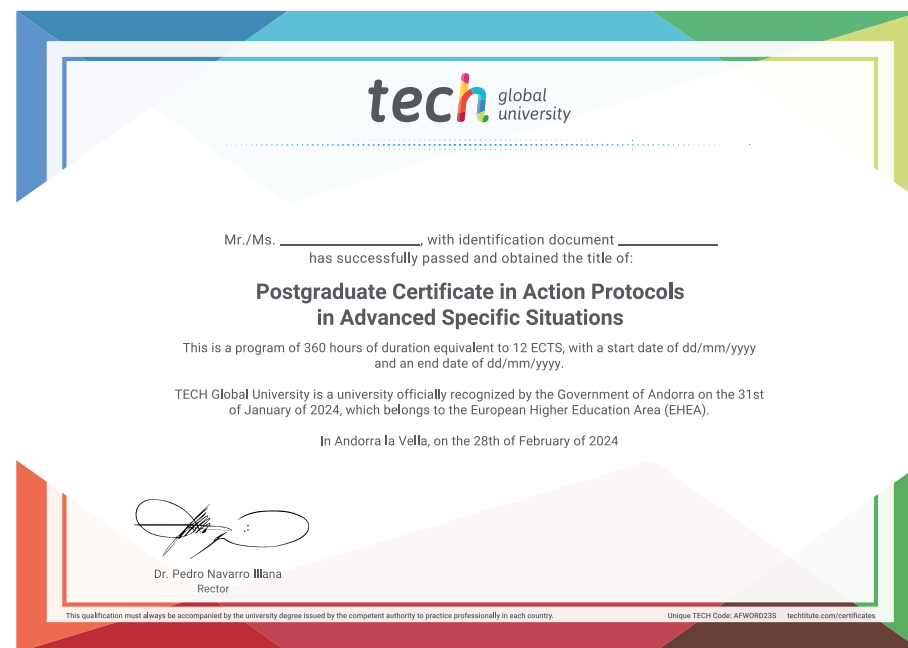 tech global university
Mr./Ms. ____________________, with identification document ______________
has successfully passed and obtained the title of:
Postgraduate Certificate in Action Protocols
in Advanced Specific Situations
This is a program of 360 hours of duration equivalent to 12 ECTS, with a start date of dd/mm/yyyy
and an end date of dd/mm/yyyy.
TECH Global University is a university officially recognized by the Government of Andorra on the 31st
of January of 2024, which belongs to the European Higher Education Area (EHEA).
In Andorra la Vella, on the 28th of February of 2024
Dr. Pedro Navarro Illana
Rector
This qualification must always be accompanied by the university degree issued by the competent authority to practice professionally in each country. Unique TECH Code: AFWORD23S techtitute.com/certificates